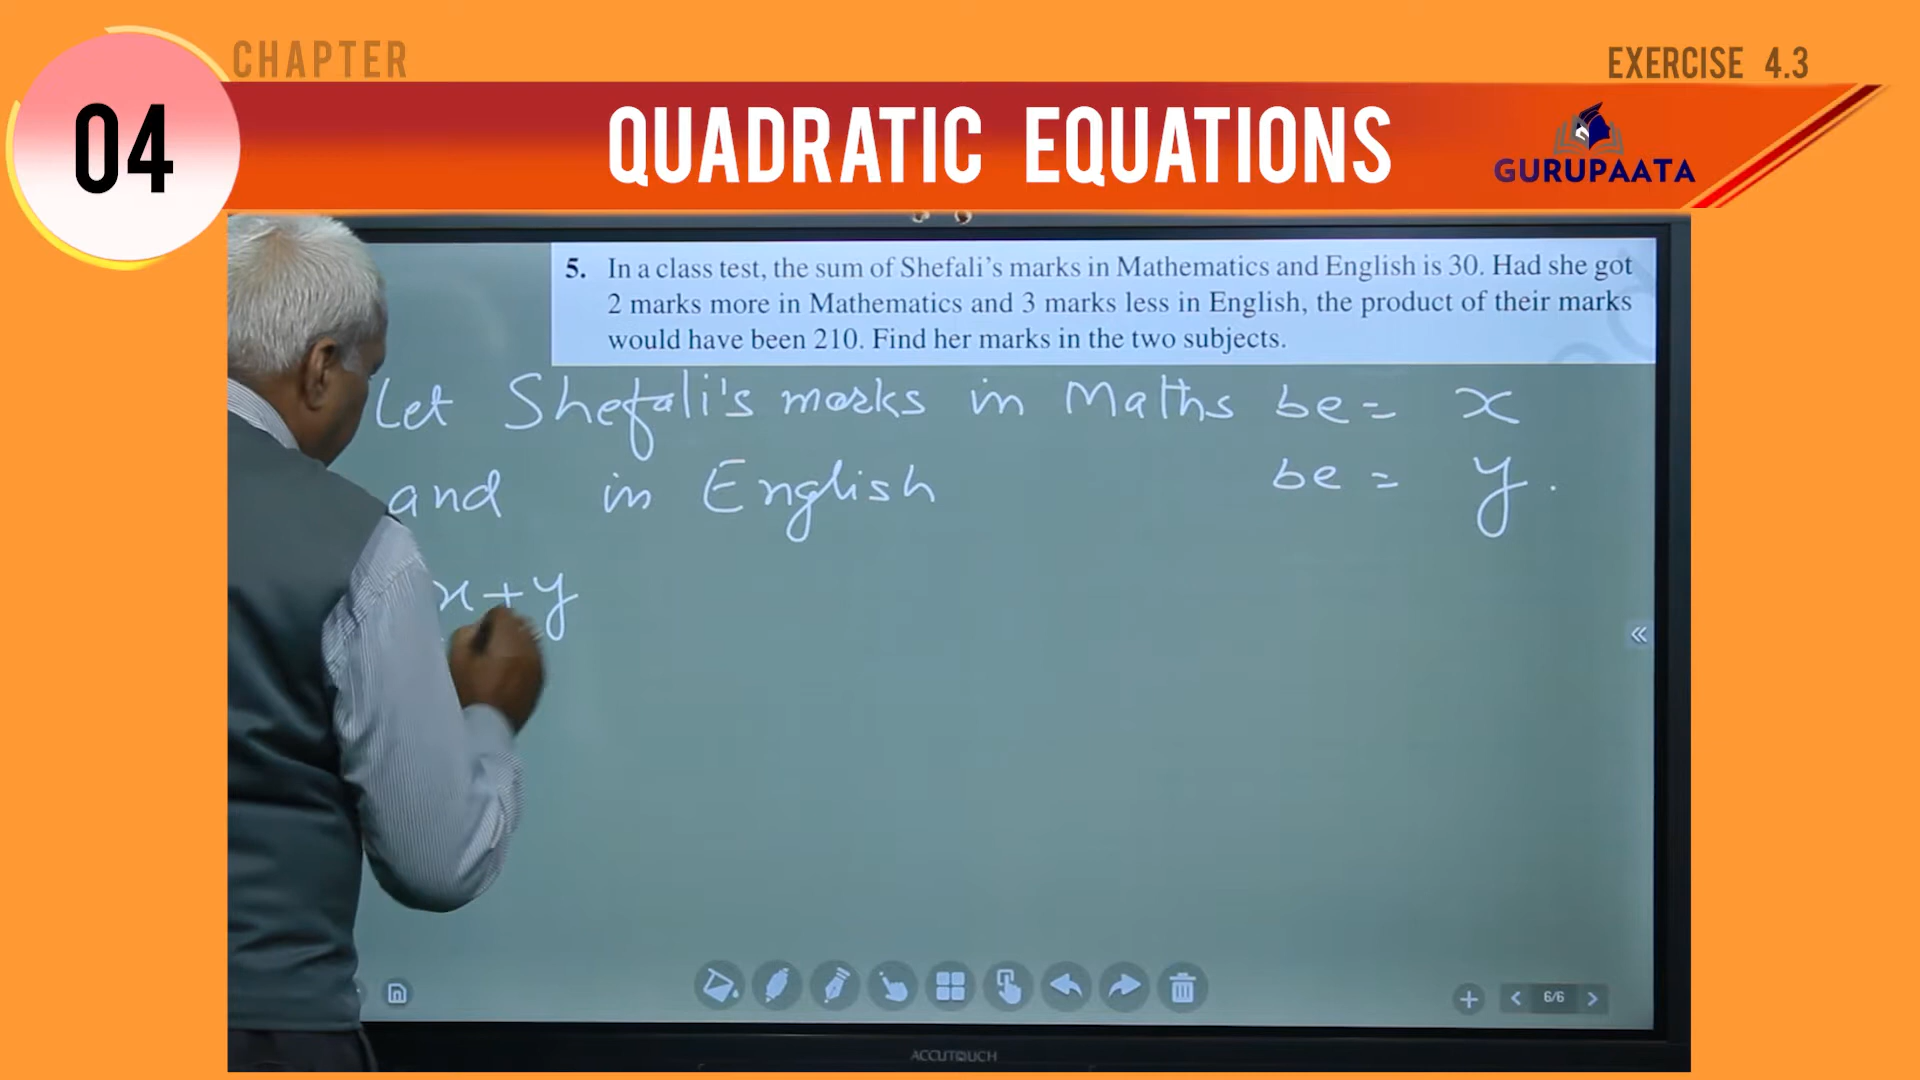 CHAPTER
EXERCISE 4.3
04
QUADRATIC EQUATIONS
GURUPAATA
5. In a class test, the sum of Shefali's marks in Mathematics and English is 30. Had she got
2 marks more in Mathematics and 3 marks less in English, the product of their marks
would have been 210. Find her marks in the two subjects.
Let Shefali's marks in Maths be = x
and in English be = y.
x + y
6/6
ACCUTOUCH